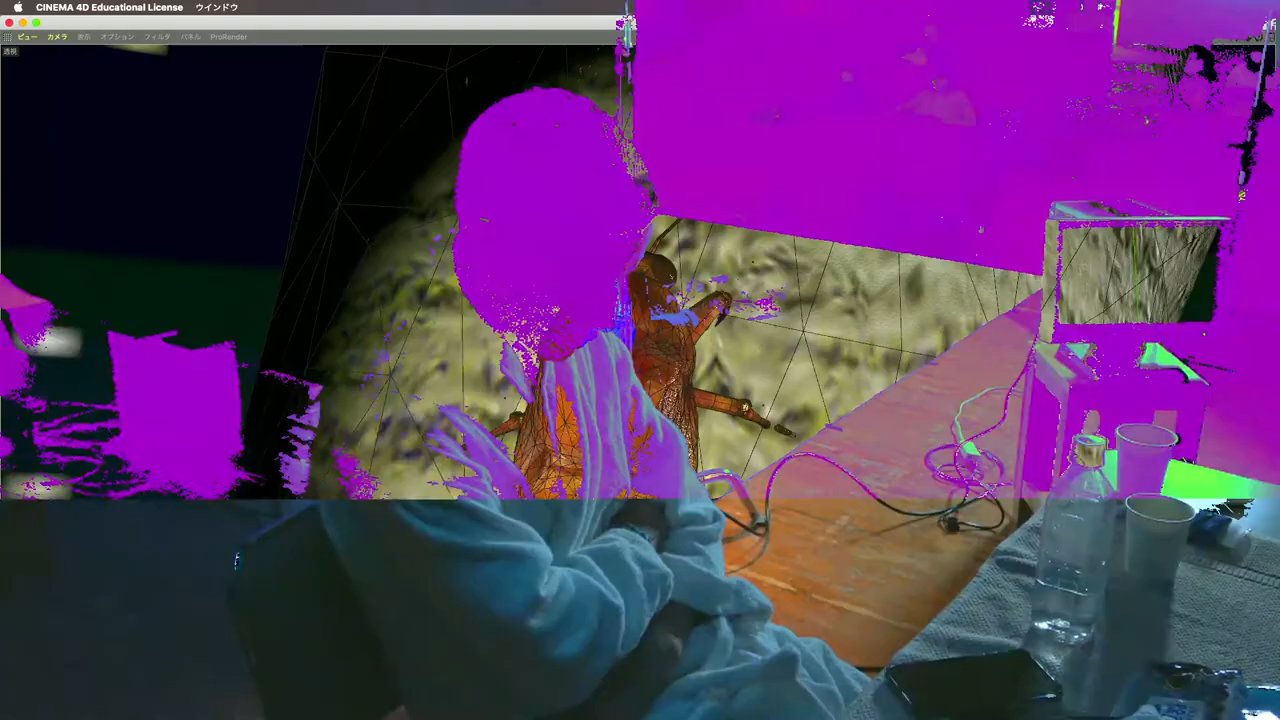 CINEMA 4D Educational License ウインドウ
ビュー カメラ 表示 オプション フィルタ パネル ProRender
透視